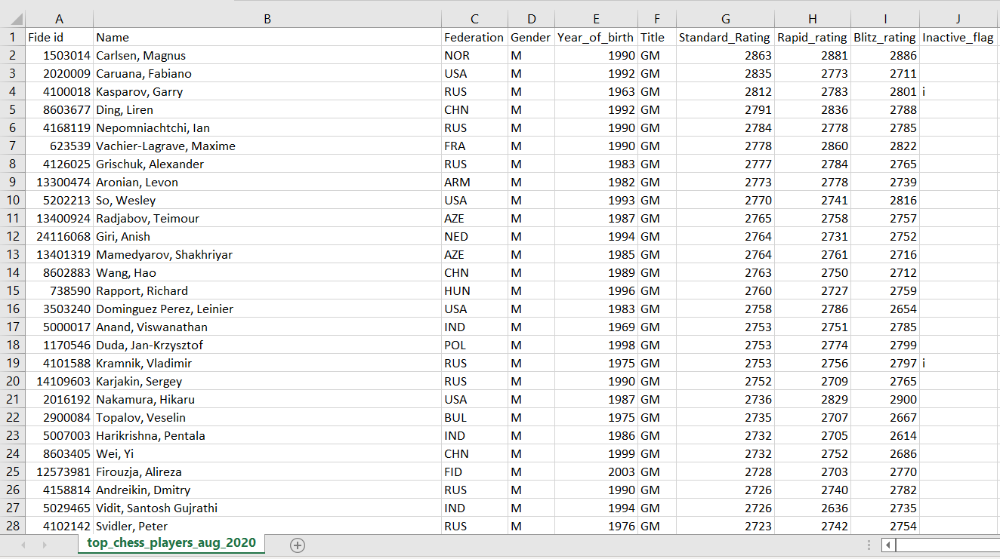 A B C D E F G H I J
1 Fide id Name Federation Gender Year_of_birth Title Standard_Rating Rapid_rating Blitz_rating Inactive_flag
2 1503014 Carlsen, Magnus NOR M 1990 GM 2863 2881 2886
3 2020009 Caruana, Fabiano USA M 1992 GM 2835 2773 2711
4 4100018 Kasparov, Garry RUS M 1963 GM 2812 2783 2801 i
5 8603677 Ding, Liren CHN M 1992 GM 2791 2836 2788
6 4168119 Nepomniachtchi, Ian RUS M 1990 GM 2784 2778 2785
7 623539 Vachier-Lagrave, Maxime FRA M 1990 GM 2778 2860 2822
8 4126025 Grischuk, Alexander RUS M 1983 GM 2777 2784 2765
9 13300474 Aronian, Levon ARM M 1982 GM 2773 2778 2739
10 5202213 So, Wesley USA M 1993 GM 2770 2741 2816
11 13400924 Radjabov, Teimour AZE M 1987 GM 2765 2758 2757
12 24116068 Giri, Anish NED M 1994 GM 2764 2731 2752
13 13401319 Mamedyarov, Shakhriyar AZE M 1985 GM 2764 2761 2716
14 8602883 Wang, Hao CHN M 1989 GM 2763 2750 2712
15 738590 Rapport, Richard HUN M 1996 GM 2760 2727 2759
16 3503240 Dominguez Perez, Leinier USA M 1983 GM 2758 2786 2654
17 5000017 Anand, Viswanathan IND M 1969 GM 2753 2751 2785
18 1170546 Duda, Jan-Krzysztof POL M 1998 GM 2753 2774 2799
19 4101588 Kramnik, Vladimir RUS M 1975 GM 2753 2756 2797 i
20 14109603 Karjakin, Sergey RUS M 1990 GM 2752 2709 2765
21 2016192 Nakamura, Hikaru USA M 1987 GM 2736 2829 2900
22 2900084 Topalov, Veselin BUL M 1975 GM 2735 2707 2667
23 5007003 Harikrishna, Pentala IND M 1986 GM 2732 2705 2614
24 8603405 Wei, Yi CHN M 1999 GM 2732 2752 2686
25 12573981 Firouzja, Alireza FID M 2003 GM 2728 2703 2770
26 4158814 Andreikin, Dmitry RUS M 1990 GM 2726 2740 2782
27 5029465 Vidit, Santosh Gujrathi IND M 1994 GM 2726 2636 2735
28 4102142 Svidler, Peter RUS M 1976 GM 2723 2742 2754
top_chess_players_aug_2020